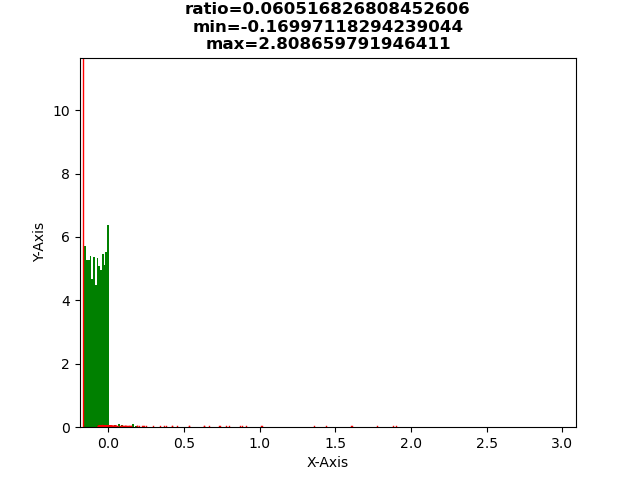 ratio=0.060516826808452606
min=-0.16997118294239044
max=2.808659791946411
10
8
6
4
2
0
Y-Axis
0.0 0.5 1.0 1.5 2.0 2.5 3.0
X-Axis